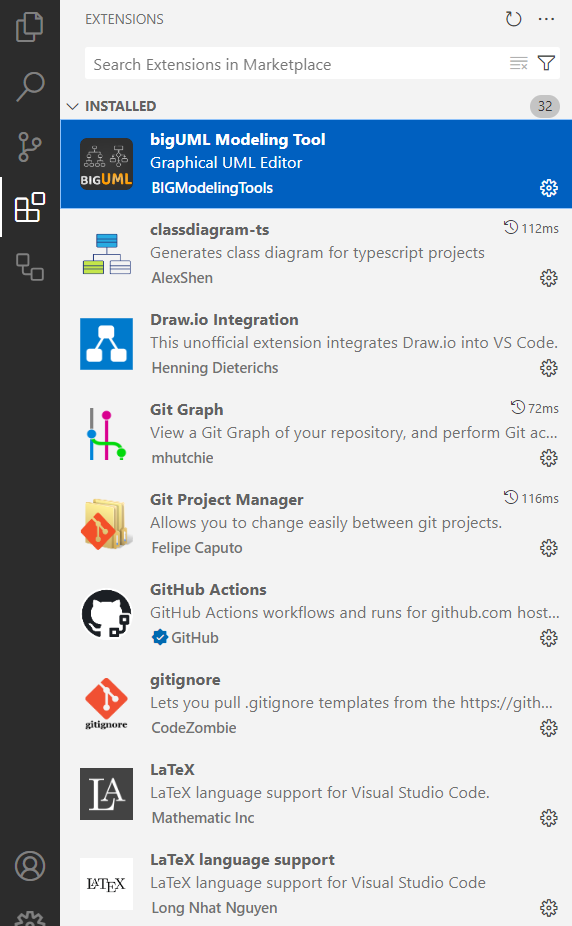 EXTENSIONS
Search Extensions in Marketplace
INSTALLED 32
bigUML Modeling Tool
Graphical UML Editor
BIGModelingTools
BIGUML
classdiagram-ts 112ms
Generates class diagram for typescript projects
AlexShen
Draw.io Integration
This unofficial extension integrates Draw.io into VS Code.
Henning Dieterichs
Git Graph 72ms
View a Git Graph of your repository, and perform Git ac...
mhutchie
Git Project Manager 116ms
Allows you to change easily between git projects.
Felipe Caputo
GitHub Actions
GitHub Actions workflows and runs for github.com host...
GitHub
gitignore
Lets you pull .gitignore templates from the https://gith...
gitignore
CodeZombie
LaTeX
LA
LaTeX language support for Visual Studio Code.
Mathematic Inc
LaTeX language support
LATEX
LaTeX language support for Visual Studio Code
Long Nhat Nguyen